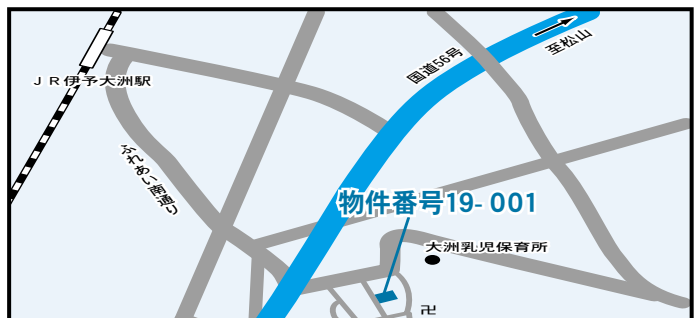 国道56号
至松山
JR伊予大洲駅
ふれあい南通り
物件番号19-001
大洲乳児保育所
卍